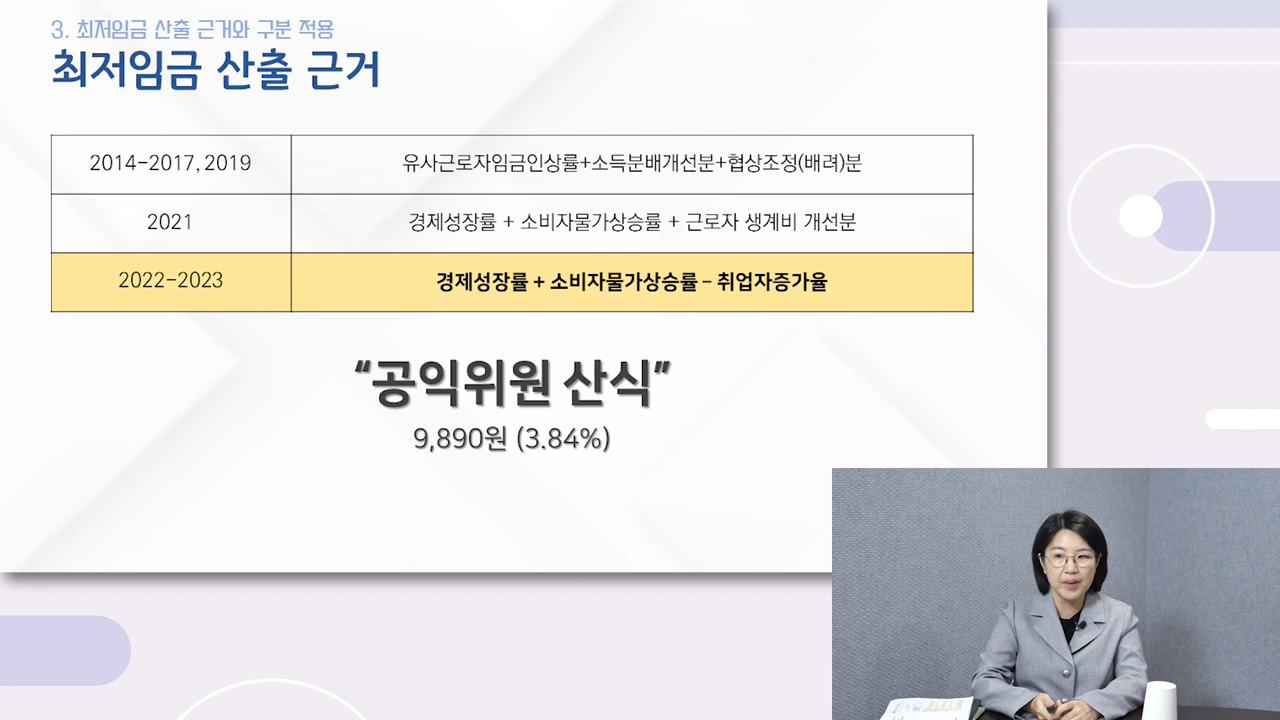 3. 최저임금 산출 근거와 구분 적용
최저임금 산출 근거
2014-2017, 2019
유사근로자임금인상률+소득분배개선분+협상조정(배려)분
2021
경제성장률 + 소비자물가상승률 + 근로자 생계비 개선분
2022-2023
경제성장률 + 소비자물가상승률 - 취업자증가율
“공익위원 산식”
9,890원 (3.84%)